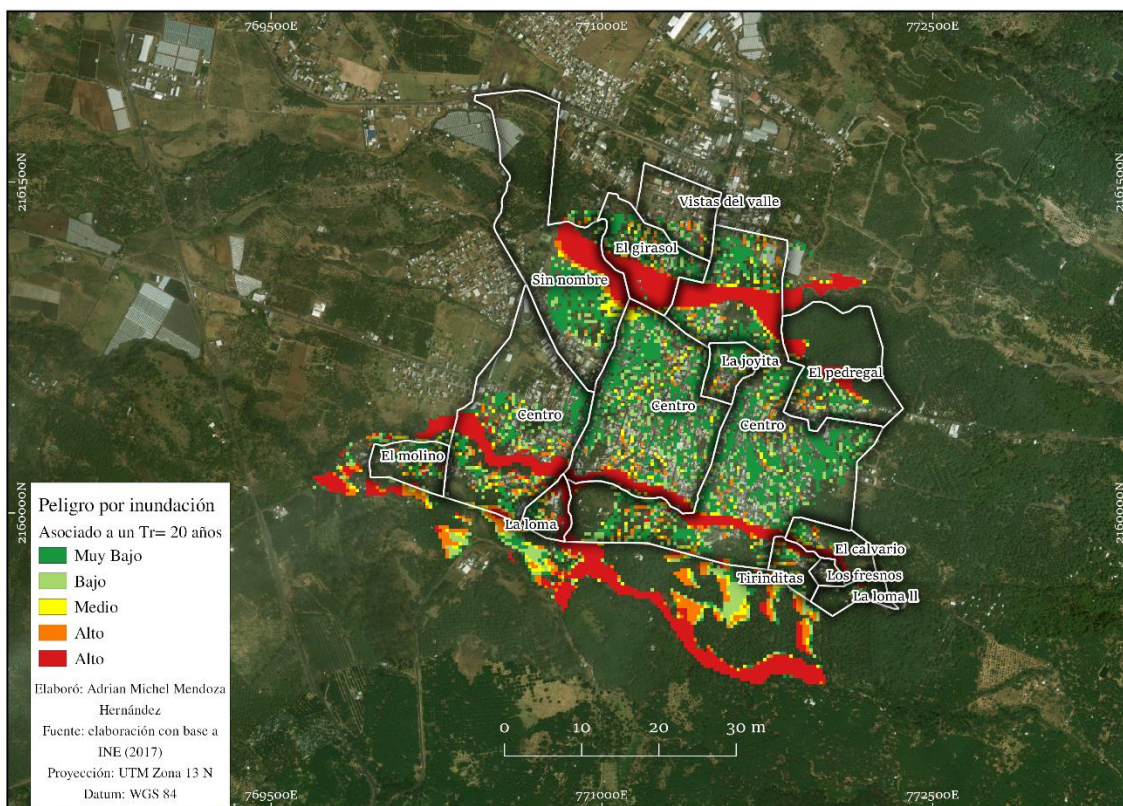 769500E
771000E
772500E
2161500N
2161500N
Vistas del valle
El girasol
Sin nombre
La joyita
El pedregal
Centro
Centro
Centro
El molino
2160000N
2160000N
La loma
El calvario
Tirinditas
Los fresnos
La loma II
Peligro por inundación
Asociado a un Tr= 20 años
Muy Bajo
Bajo
Medio
Alto
Alto
Elaboró: Adrian Michel Mendoza
Hernández
Fuente: elaboración con base a
INE (2017)
Proyección: UTM Zona 13 N
Datum: WGS 84
0 10 20 30 m
769500E
771000E
772500E